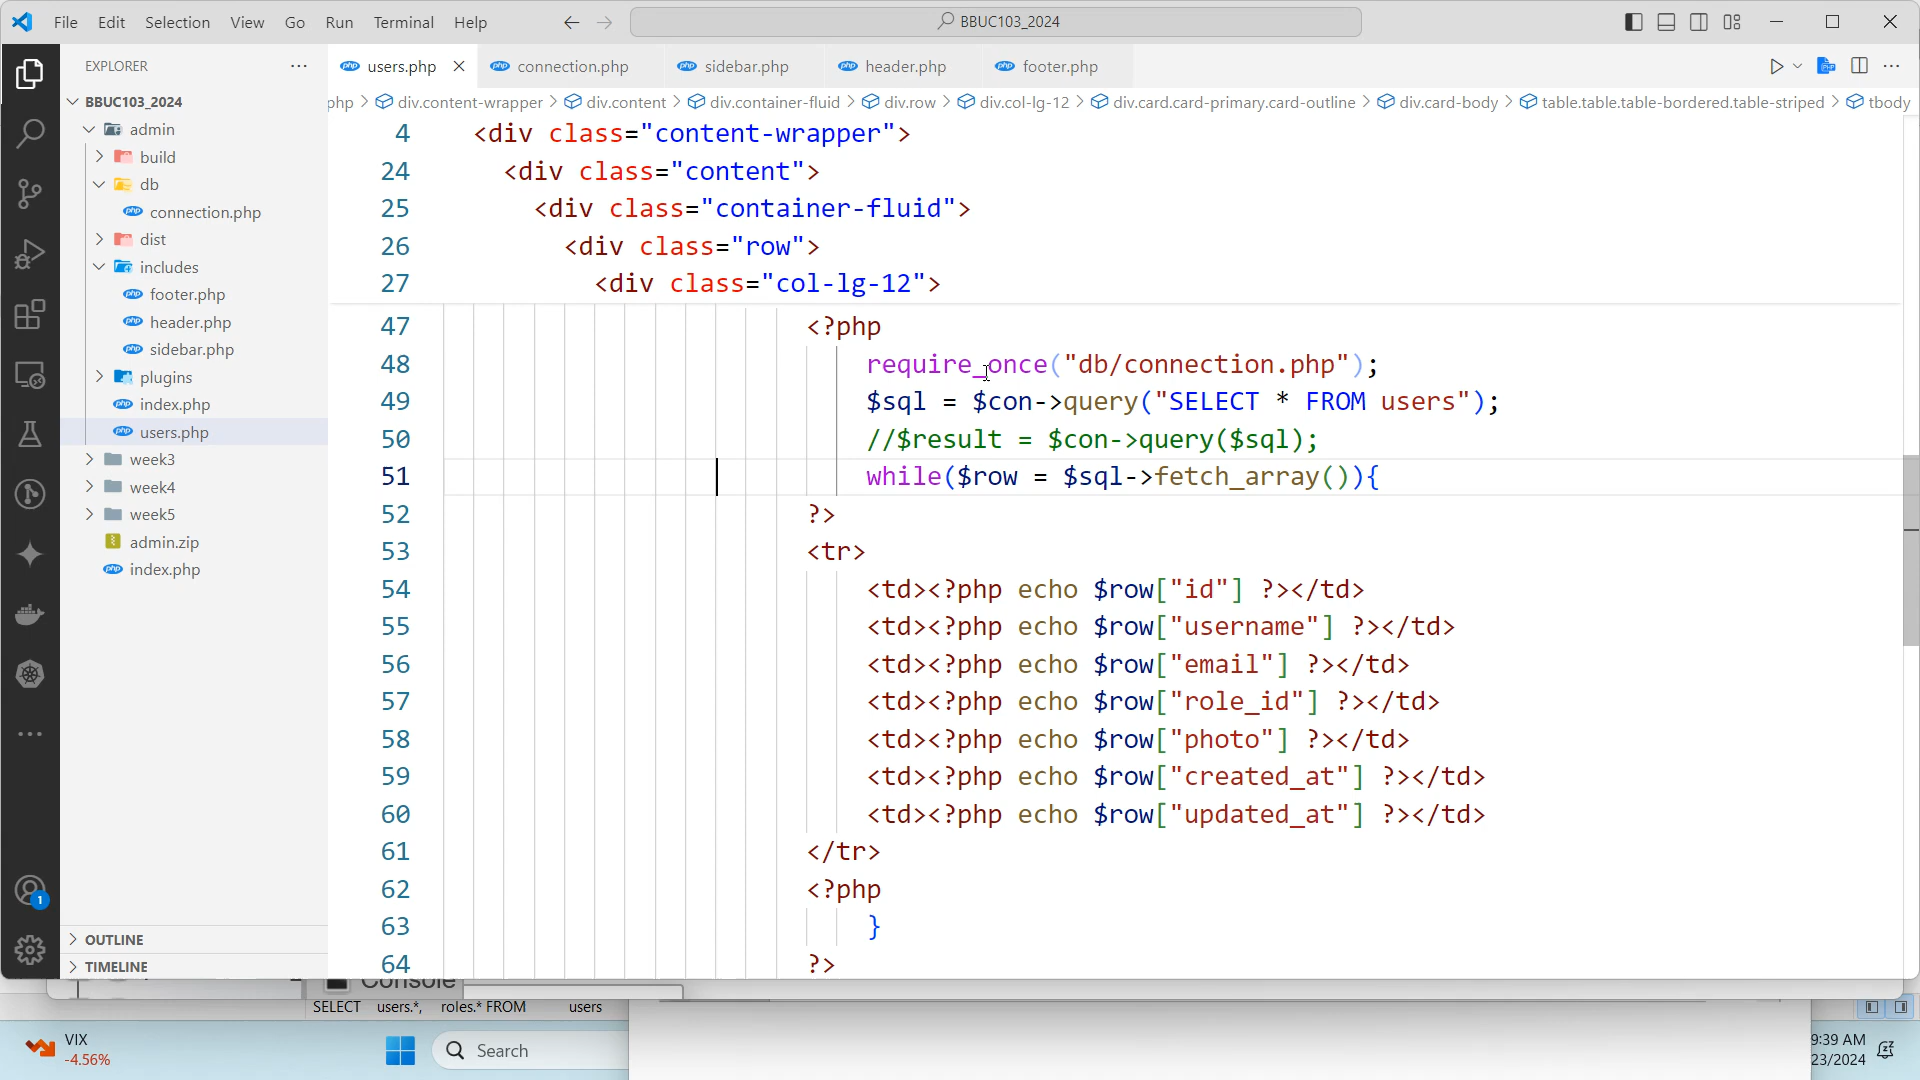 File Edit Selection View Go Run Terminal Help
BBUC103_2024
EXPLORER
users.php
connection.php
sidebar.php
header.php
footer.php
BBUC103_2024
admin
build
db
connection.php
dist
includes
footer.php
header.php
sidebar.php
plugins
index.php
users.php
week3
week4
week5
admin.zip
index.php
OUTLINE
TIMELINE
1
php > div.content-wrapper > div.content > div.container-fluid > div.row > div.col-lg-12 > div.card.card-primary.card-outline > div.card-body > table.table.table-bordered.table-striped > tbody
4 <div class="content-wrapper">
24 <div class="content">
25 <div class="container-fluid">
26 <div class="row">
27 <div class="col-lg-12">
47 <?php
48 require_once("db/connection.php");
49 $sql = $con->query("SELECT * FROM users");
50 //$result = $con->query($sql);
51 while($row = $sql->fetch_array()){
52 ?>
53 <tr>
54 <td><?php echo $row["id"] ?></td>
55 <td><?php echo $row["username"] ?></td>
56 <td><?php echo $row["email"] ?></td>
57 <td><?php echo $row["role_id"] ?></td>
58 <td><?php echo $row["photo"] ?></td>
59 <td><?php echo $row["created_at"] ?></td>
60 <td><?php echo $row["updated_at"] ?></td>
61 </tr>
62 <?php
63 }
64 ?>
Console
SELECT users.*, roles.* FROM users
VIX
-4.56%
Search
9:39 AM
23/2024